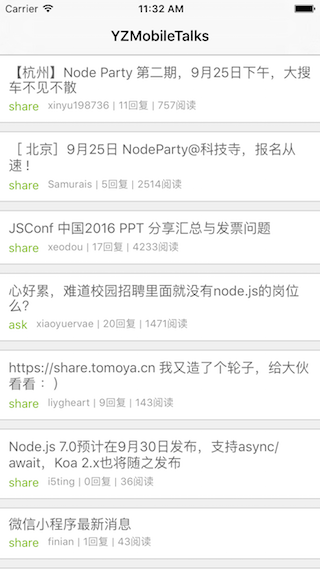 Carrier 11:32 AM
YZMobileTalks
【杭州】Node Party 第二期，9月25日下午，大搜
车不见不散
share xinyu198736 | 11回复 | 757阅读
［ 北京］9月25日 NodeParty@科技寺，报名从
速！
share Samurais | 5回复 | 2514阅读
JSConf 中国2016 PPT 分享汇总与发票问题
share xeodou | 17回复 | 4233阅读
心好累，难道校园招聘里面就没有node.js的岗位
么？
ask xiaoyuervae | 20回复 | 1471阅读
https://share.tomoya.cn 我又造了个轮子，给大伙
看看：）
share liygheart | 9回复 | 143阅读
Node.js 7.0预计在9月30日发布，支持async/
await，Koa 2.x也将随之发布
share i5ting | 0回复 | 36阅读
微信小程序最新消息
share finian | 1回复 | 43阅读